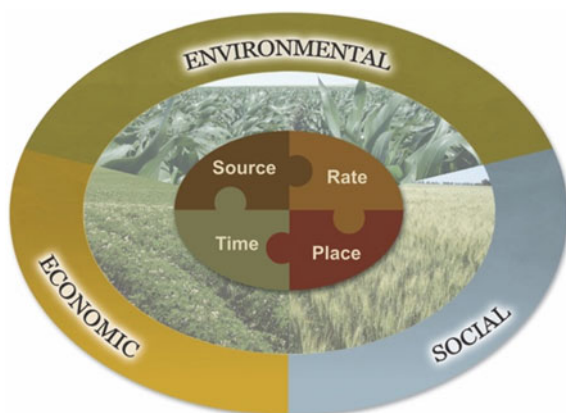 ENVIRONMENTAL
Source
Rate
Time
Place
ECONOMIC
SOCIAL